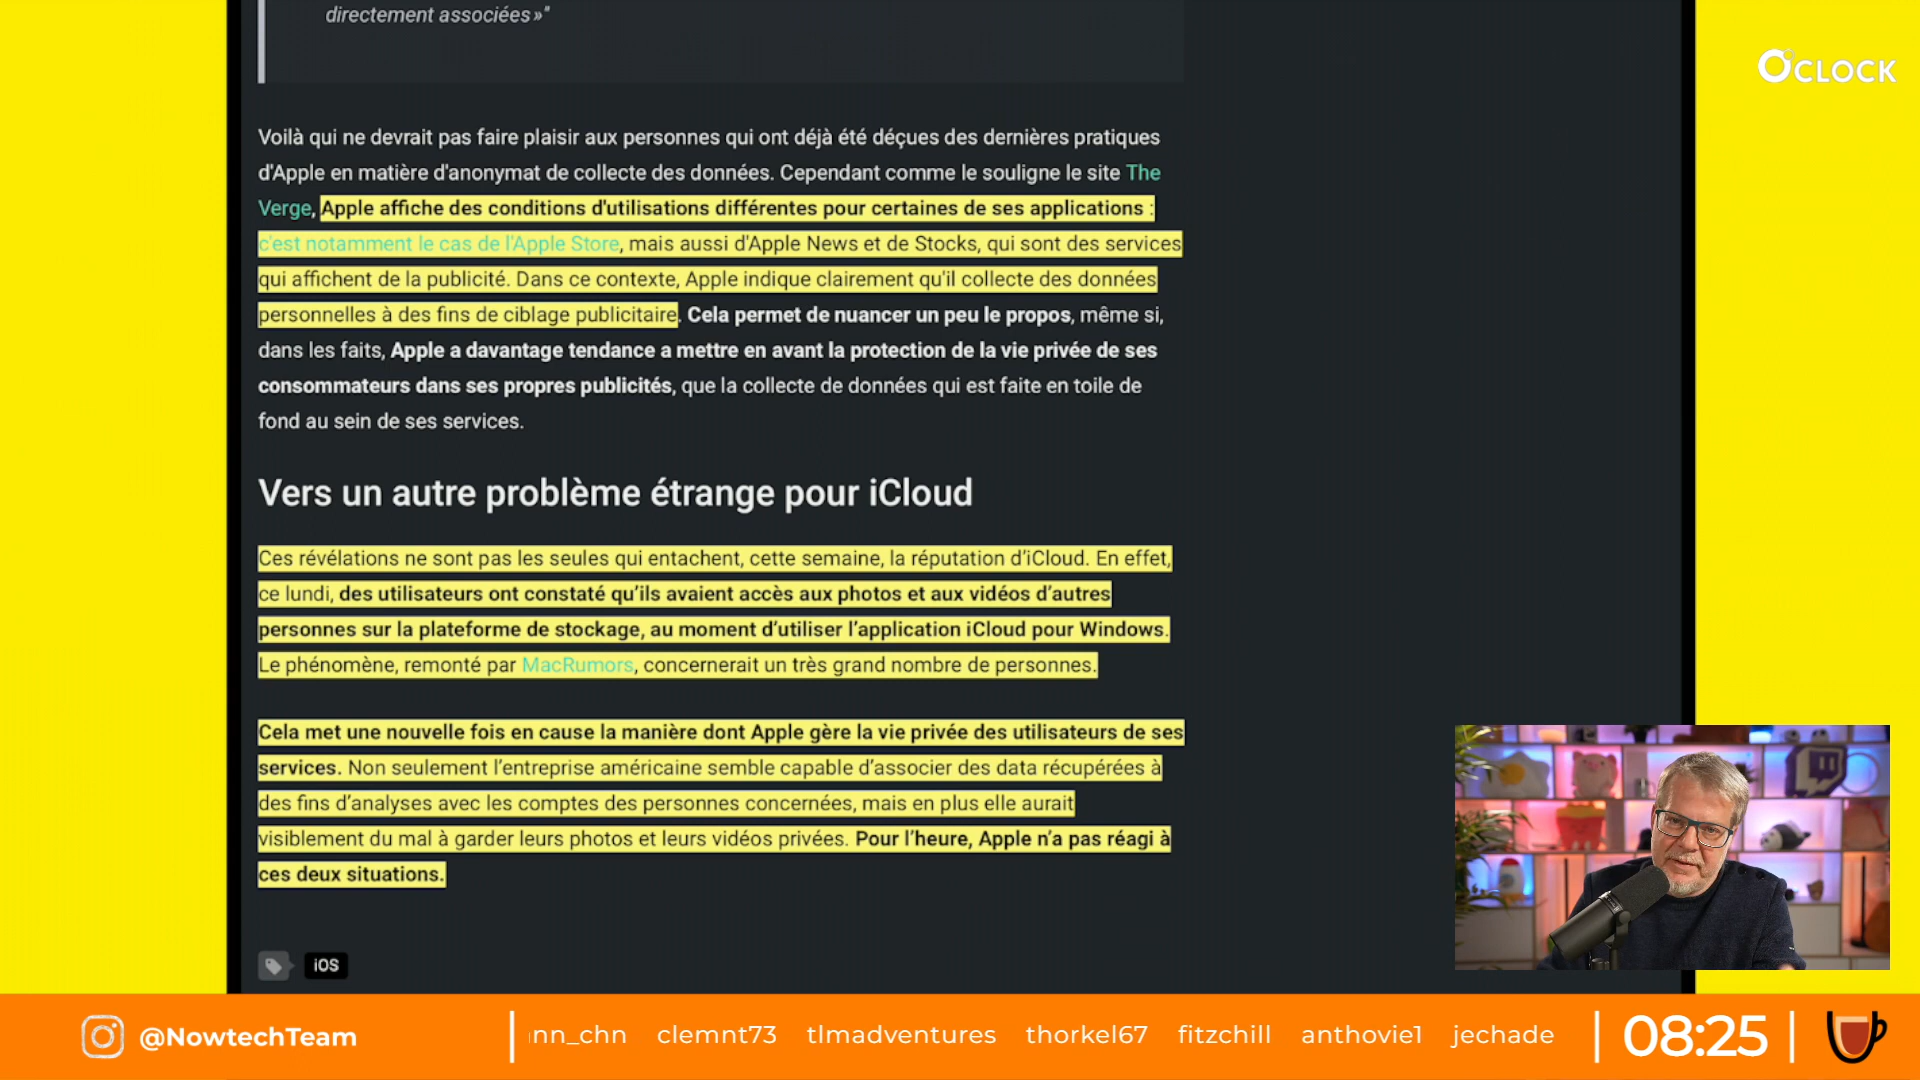 directement associées »"
O'CLOCK
Voilà qui ne devrait pas faire plaisir aux personnes qui ont déjà été déçues des dernières pratiques
d'Apple en matière d'anonymat de collecte des données. Cependant comme le souligne le site The
Verge, Apple affiche des conditions d'utilisations différentes pour certaines de ses applications :
c'est notamment le cas de l'Apple Store, mais aussi d'Apple News et de Stocks, qui sont des services
qui affichent de la publicité. Dans ce contexte, Apple indique clairement qu'il collecte des données
personnelles à des fins de ciblage publicitaire. Cela permet de nuancer un peu le propos, même si,
dans les faits, Apple a davantage tendance a mettre en avant la protection de la vie privée de ses
consommateurs dans ses propres publicités, que la collecte de données qui est faite en toile de
fond au sein de ses services.
Vers un autre problème étrange pour iCloud
Ces révélations ne sont pas les seules qui entachent, cette semaine, la réputation d’iCloud. En effet,
ce lundi, des utilisateurs ont constaté qu’ils avaient accès aux photos et aux vidéos d’autres
personnes sur la plateforme de stockage, au moment d’utiliser l’application iCloud pour Windows.
Le phénomène, remonté par MacRumors, concernerait un très grand nombre de personnes.
Cela met une nouvelle fois en cause la manière dont Apple gère la vie privée des utilisateurs de ses
services. Non seulement l’entreprise américaine semble capable d’associer des data récupérées à
des fins d’analyses avec les comptes des personnes concernées, mais en plus elle aurait
visiblement du mal à garder leurs photos et leurs vidéos privées. Pour l’heure, Apple n’a pas réagi à
ces deux situations.
iOS
@NowtechTeam
nn_chn clemnt73 tlmadventures thorkel67 fitzchill anthovie1 jechade
08:25